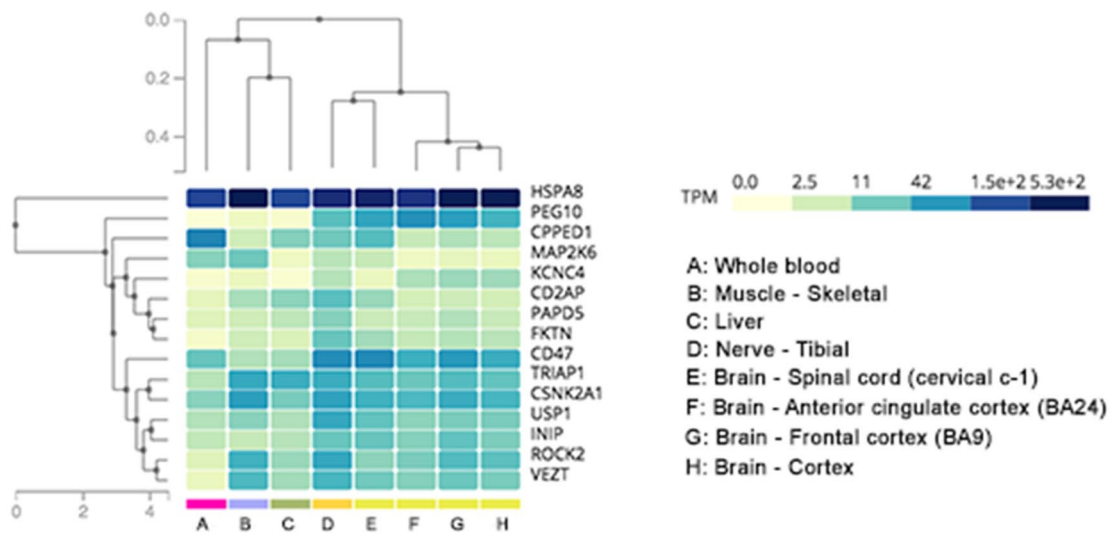 0.0
0.2
0.4
HSPA8
PEG10
CPPED1
MAP2K6
KCNC4
CD2AP
PAPD5
FKTN
CD47
TRIAP1
CSNK2A1
USP1
INIP
ROCK2
VEZT
0 2 4
A B C D E F G H
TPM 0.0 2.5 11 42 1.5e+2 5.3e+2
A: Whole blood
B: Muscle - Skeletal
C: Liver
D: Nerve - Tibial
E: Brain - Spinal cord (cervical c-1)
F: Brain - Anterior cingulate cortex (BA24)
G: Brain - Frontal cortex (BA9)
H: Brain - Cortex